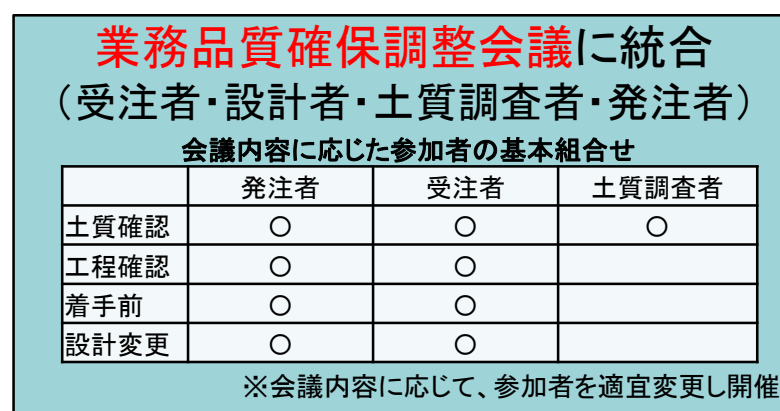 業務品質確保調整会議に統合
（受注者・設計者・土質調査者・発注者）
会議内容に応じた参加者の基本組合せ
発注者 受注者 土質調査者
土質確認 〇 〇 〇
工程確認 〇 〇
着手前 〇 〇
設計変更 〇 〇
※会議内容に応じて、参加者を適宜変更し開催